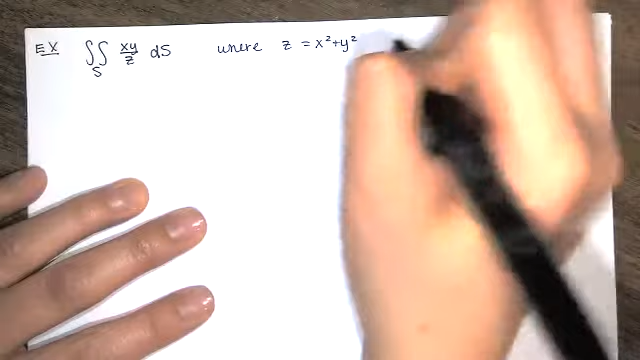 EX ∬_S xy/z dS where z = x²+y²